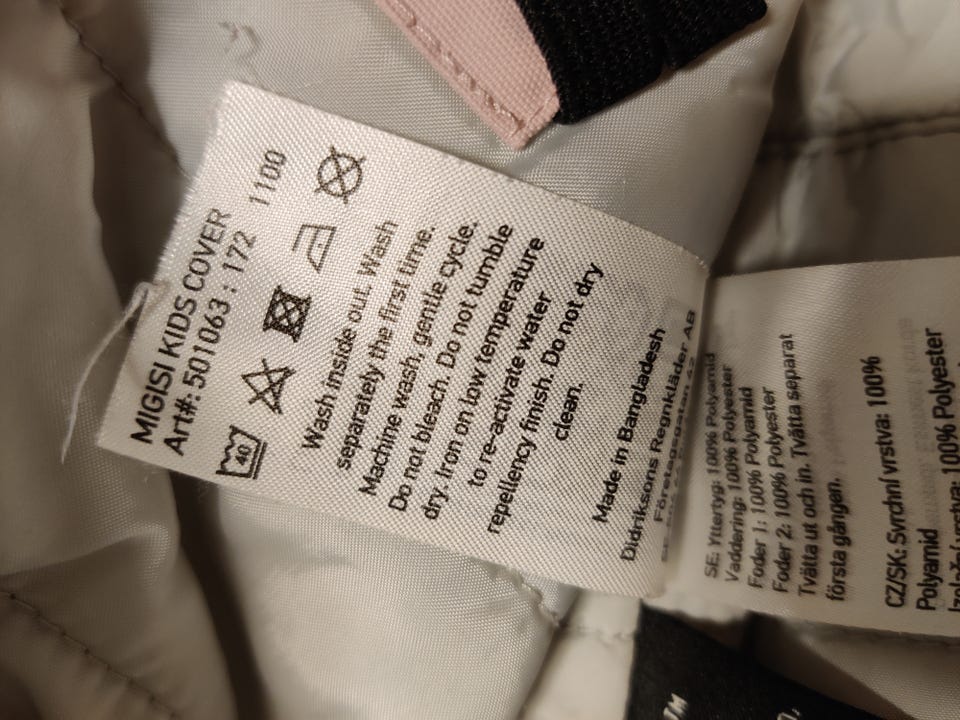 MIGISI KIDS COVER
Art#: 501063 : 172 1100
40
Wash inside out. Wash
separately the first time.
Machine wash, gentle cycle.
Do not bleach. Do not tumble
dry. Iron on low temperature
to re-activate water
repellency finish. Do not dry
clean.
Made in Bangladesh
Didriksons Regnkläder AB
Företagsgatan 42
SE: Yttertyg: 100% Polyamid
Vaddering: 100% Polyester
Foder 1: 100% Polyamid
Foder 2: 100% Polyester
Tvätta ut och in. Tvätta separat
första gången.
CZ/SK: Svrchní vrstva: 100%
Polyamid
100% Polyester